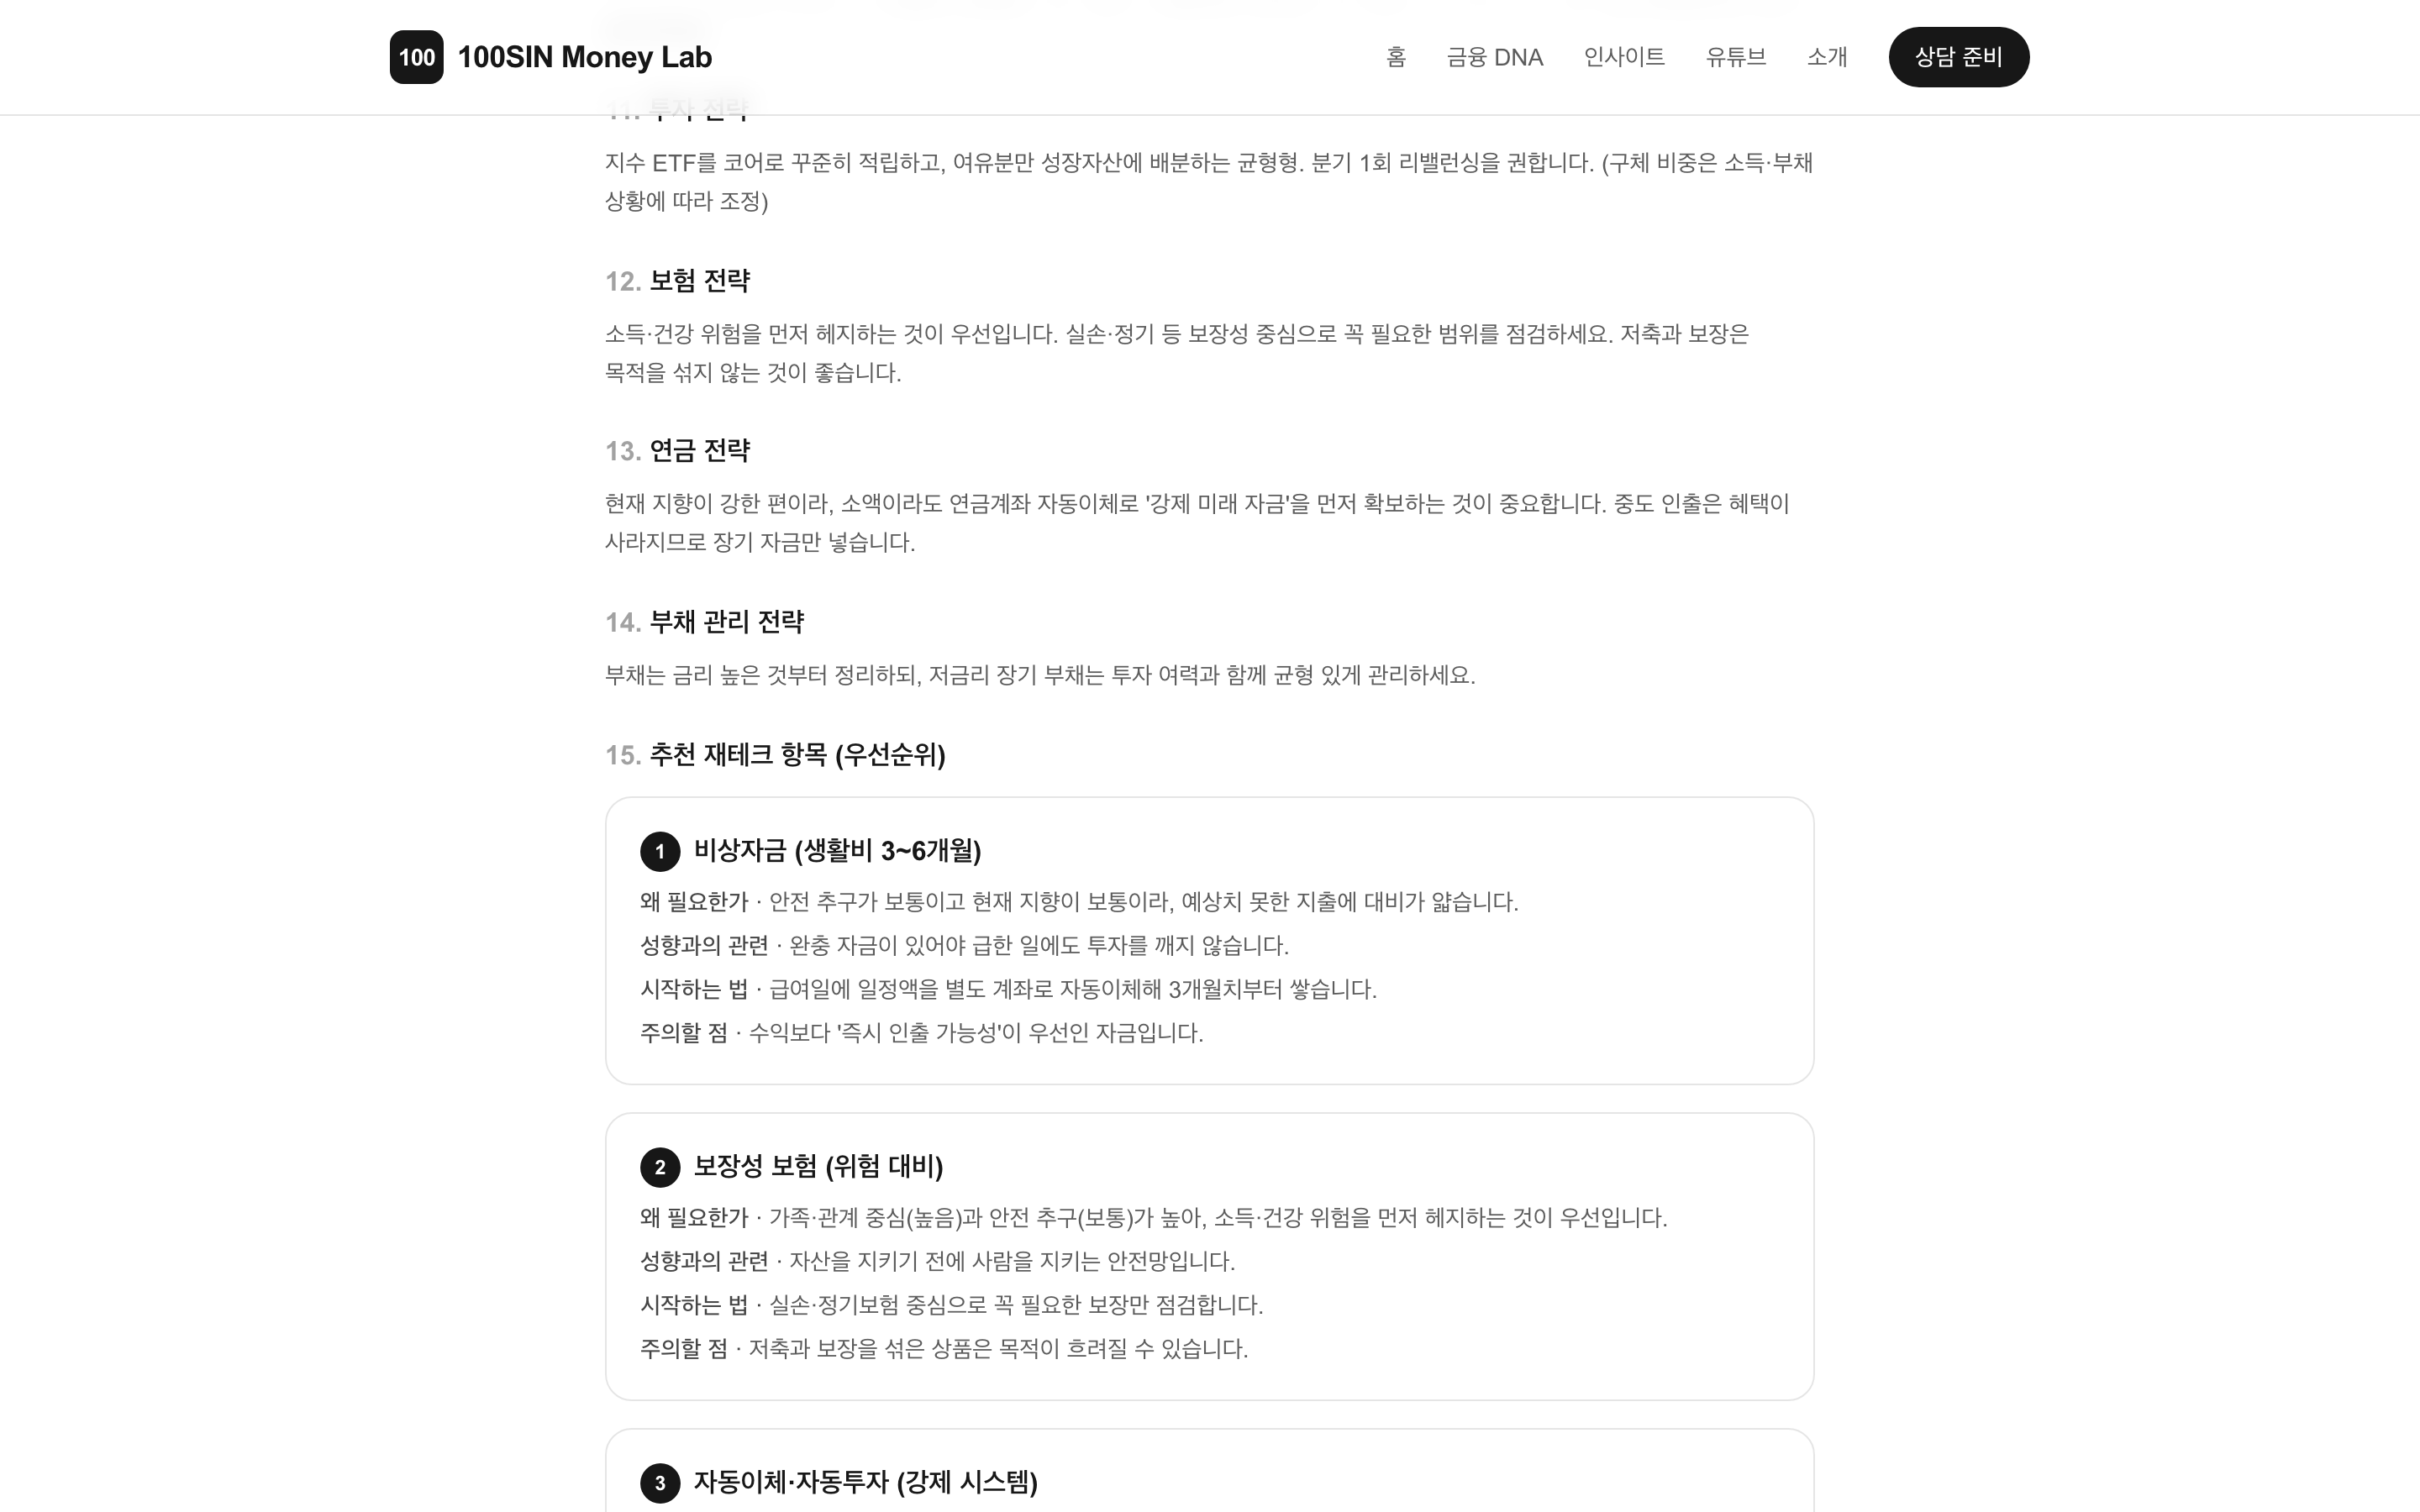 100 100SIN Money Lab
홈 금융 DNA 인사이트 유튜브 소개 상담 준비
11. 투자 전략
지수 ETF를 코어로 꾸준히 적립하고, 여유분만 성장자산에 배분하는 균형형. 분기 1회 리밸런싱을 권합니다. (구체 비중은 소득·부채
상황에 따라 조정)
12. 보험 전략
소득·건강 위험을 먼저 헤지하는 것이 우선입니다. 실손·정기 등 보장성 중심으로 꼭 필요한 범위를 점검하세요. 저축과 보장은
목적을 섞지 않는 것이 좋습니다.
13. 연금 전략
현재 지향이 강한 편이라, 소액이라도 연금계좌 자동이체로 '강제 미래 자금'을 먼저 확보하는 것이 중요합니다. 중도 인출은 혜택이
사라지므로 장기 자금만 넣습니다.
14. 부채 관리 전략
부채는 금리 높은 것부터 정리하되, 저금리 장기 부채는 투자 여력과 함께 균형 있게 관리하세요.
15. 추천 재테크 항목 (우선순위)
1 비상자금 (생활비 3~6개월)
왜 필요한가 · 안전 추구가 보통이고 현재 지향이 보통이라, 예상치 못한 지출에 대비가 얇습니다.
성향과의 관련 · 완충 자금이 있어야 급한 일에도 투자를 깨지 않습니다.
시작하는 법 · 급여일에 일정액을 별도 계좌로 자동이체해 3개월치부터 쌓습니다.
주의할 점 · 수익보다 '즉시 인출 가능성'이 우선인 자금입니다.
2 보장성 보험 (위험 대비)
왜 필요한가 · 가족·관계 중심(높음)과 안전 추구(보통)가 높아, 소득·건강 위험을 먼저 헤지하는 것이 우선입니다.
성향과의 관련 · 자산을 지키기 전에 사람을 지키는 안전망입니다.
시작하는 법 · 실손·정기보험 중심으로 꼭 필요한 보장만 점검합니다.
주의할 점 · 저축과 보장을 섞은 상품은 목적이 흐려질 수 있습니다.
3 자동이체·자동투자 (강제 시스템)